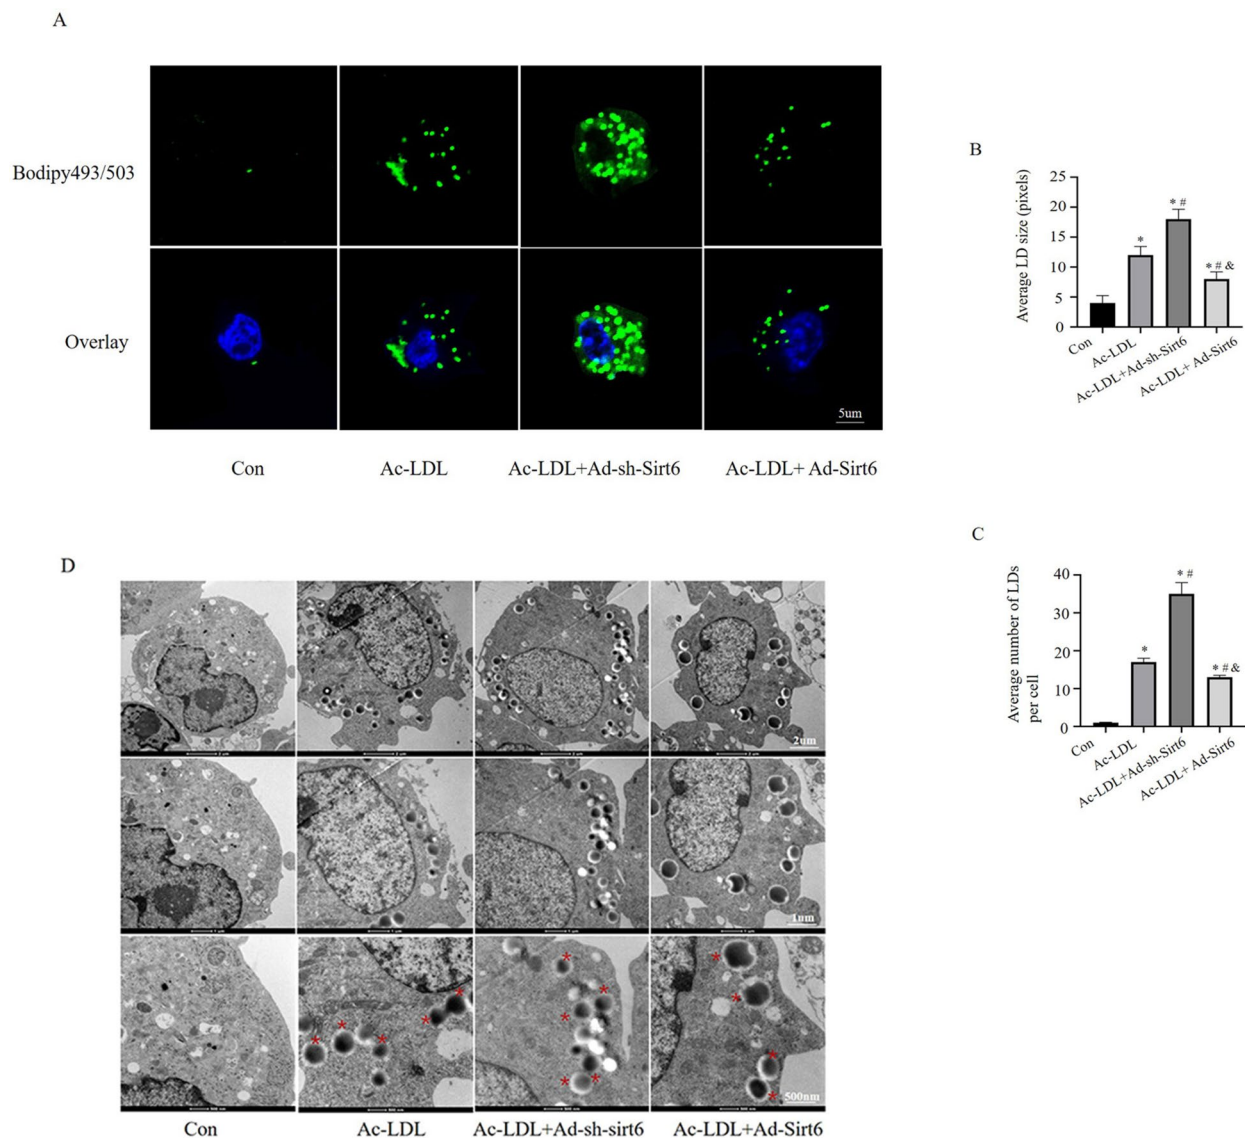 A
Bodipy493/503
Overlay
5um
Con
Ac-LDL
Ac-LDL+Ad-sh-Sirt6
Ac-LDL+ Ad-Sirt6
B
Average LD size (pixels)
25
20
15
10
5
0
*
* #
* # &
Con
Ac-LDL
Ac-LDL+Ad-sh-Sirt6
Ac-LDL+ Ad-Sirt6
C
Average number of LDs
per cell
40
30
20
10
0
*
* #
* # &
Con
Ac-LDL
Ac-LDL+Ad-sh-Sirt6
Ac-LDL+ Ad-Sirt6
D
2um
1um
500nm
Con
Ac-LDL
Ac-LDL+Ad-sh-sirt6
Ac-LDL+Ad-Sirt6